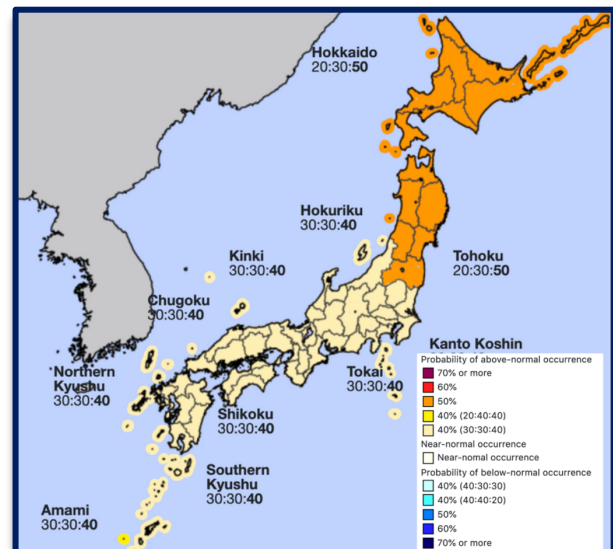 Hokkaido
20:30:50
Hokuriku
30:30:40
Kinki
30:30:40
Tohoku
20:30:50
Chugoku
30:30:40
Kanto Koshin
Northern
Kyushu
30:30:40
Tokai
30:30:40
Shikoku
30:30:40
Southern
Kyushu
30:30:40
Amami
30:30:40
Probability of above-normal occurrence
70% or more
60%
50%
40% (20:40:40)
40% (30:30:40)
Near-normal occurrence
Near-nomal occurrence
Probability of below-normal occurrence
40% (40:30:30)
40% (40:40:20)
50%
60%
70% or more